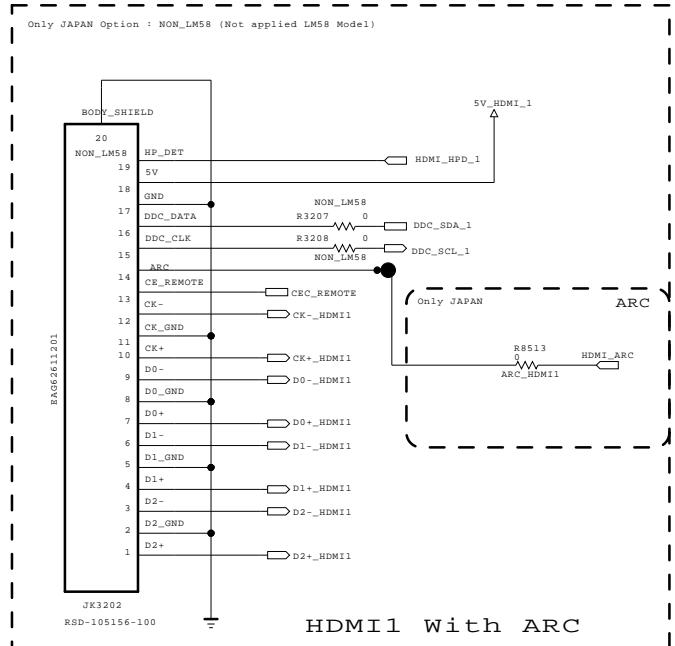 Only JAPAN Option : NON_LM58 (Not applied LM58 Model)
BODY_SHIELD
5V_HDMI_1
20
NON_LM58
HP_DET
19
HDMI_HPD_1
5V
18
GND
17
NON_LM58
DDC_DATA
R3207
0
16
DDC_SDA_1
DDC_CLK
R3208
0
15
DDC_SCL_1
NON_LM58
ARC
14
CE_REMOTE
13
CEC_REMOTE
Only JAPAN
ARC
CK-
12
CK-_HDMI1
CK_GND
11
CK+
10
CK+_HDMI1
R8513
0
HDMI_ARC
ARC_HDMI1
D0-
9
D0-_HDMI1
D0_GND
8
D0+
7
D0+_HDMI1
D1-
6
D1-_HDMI1
D1_GND
5
D1+
4
D1+_HDMI1
D2-
3
D2-_HDMI1
D2_GND
2
D2+
1
D2+_HDMI1
EAG62611201
JK3202
RSD-105156-100
HDMI1 With ARC